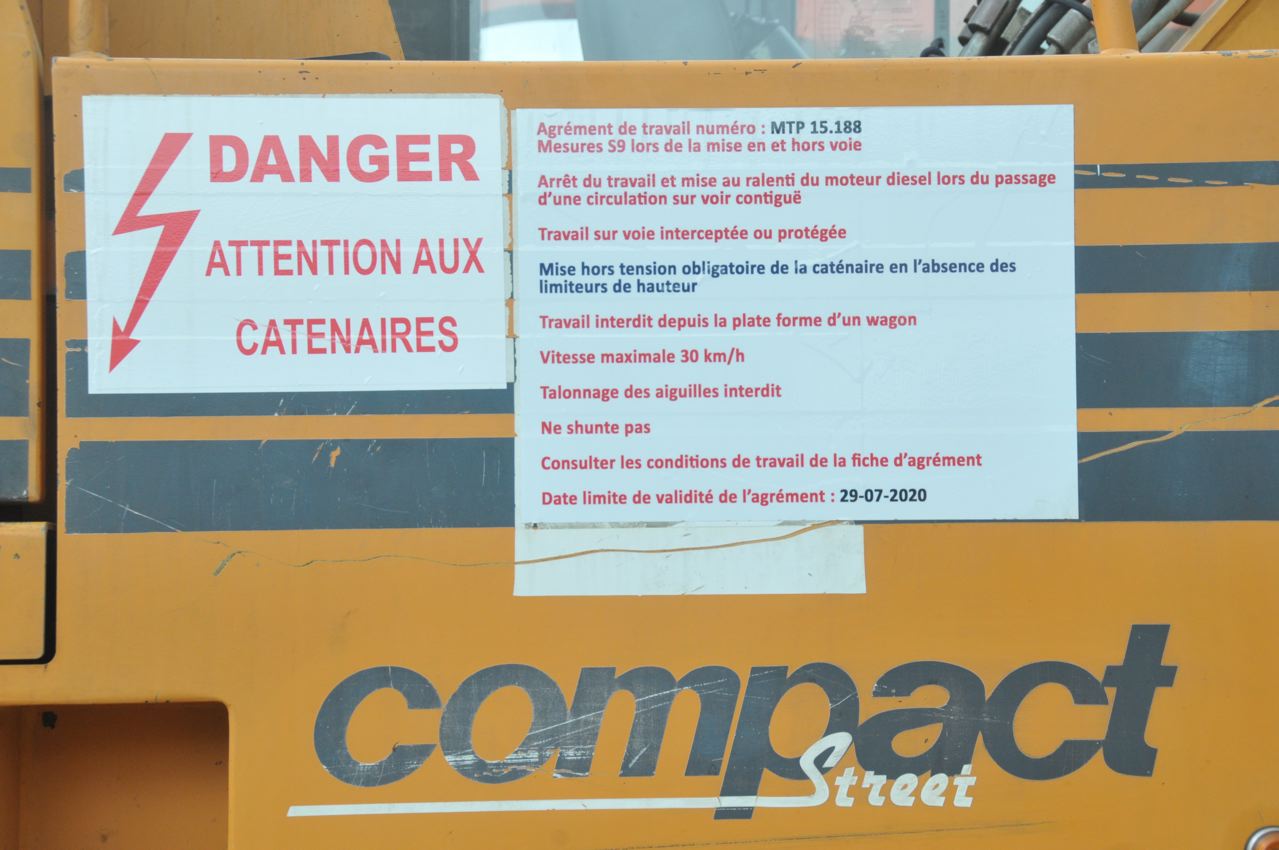 DANGER
ATTENTION AUX
CATENAIRES
Agrément de travail numéro : MTP 15.188
Mesures S9 lors de la mise en et hors voie
Arrêt du travail et mise au ralenti du moteur diesel lors du passage
d'une circulation sur voir contiguë
Travail sur voie interceptée ou protégée
Mise hors tension obligatoire de la caténaire en l'absence des
limiteurs de hauteur
Travail interdit depuis la plate forme d'un wagon
Vitesse maximale 30 km/h
Talonnage des aiguilles interdit
Ne shunte pas
Consulter les conditions de travail de la fiche d'agrément
Date limite de validité de l'agrément : 29-07-2020
compact
Street